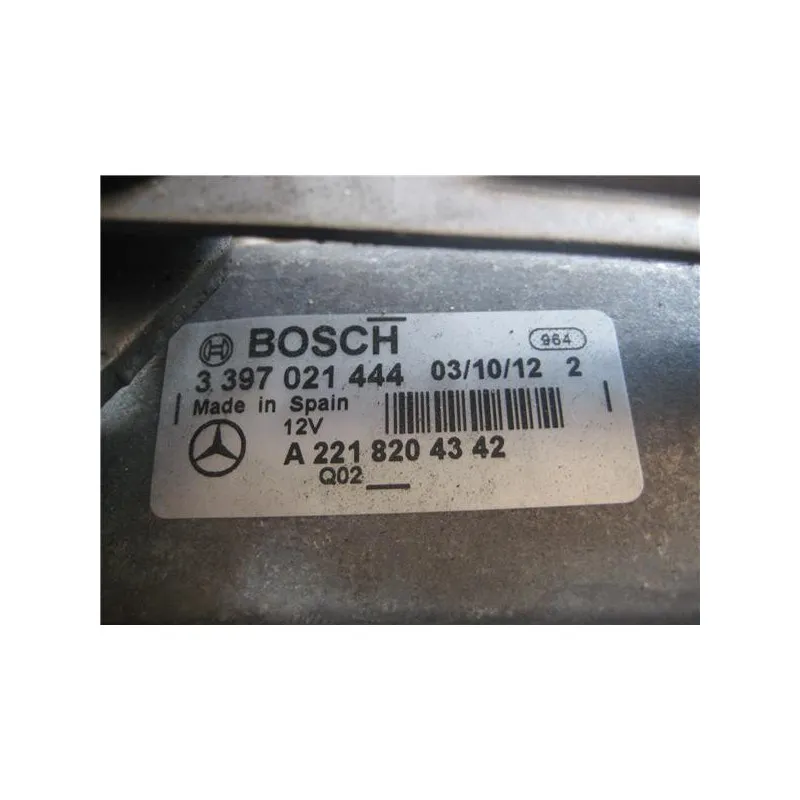 BOSCH 964
3 397 021 444 03/10/12 2
Made in Spain
12V
A 221 820 43 42
Q02